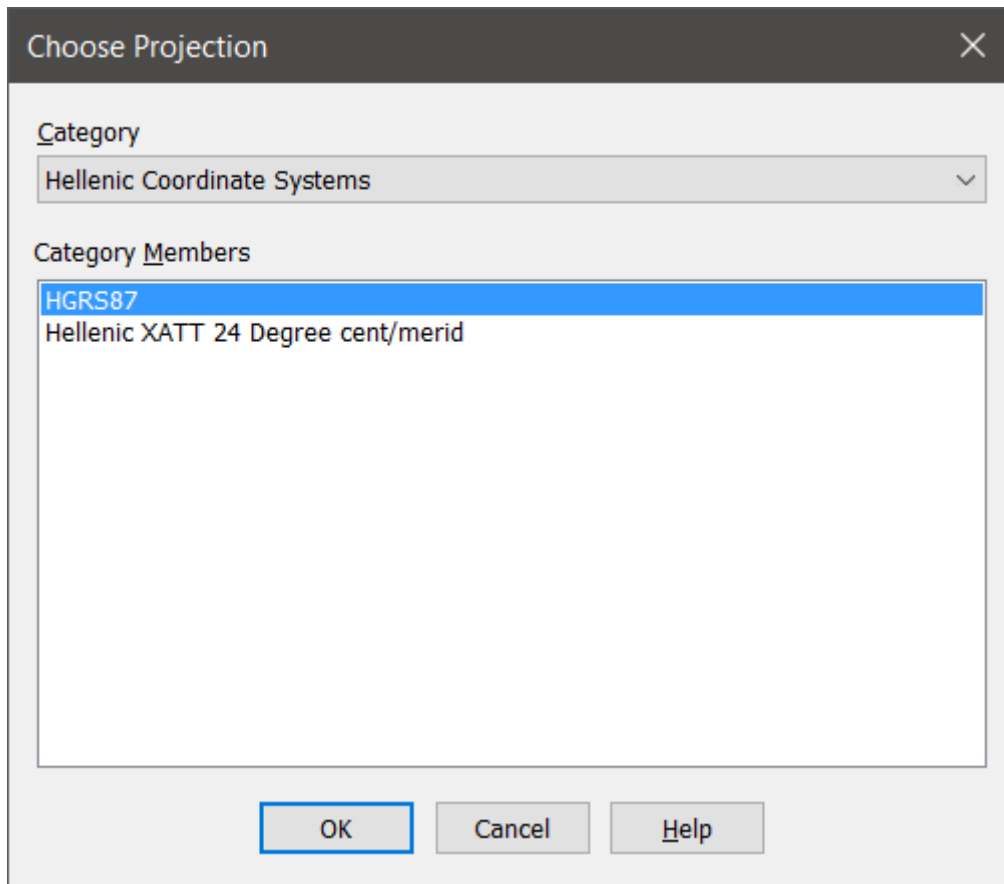 Choose Projection
Category
Hellenic Coordinate Systems
Category Members
HGRS87
Hellenic XATT 24 Degree cent/merid
OK Cancel Help